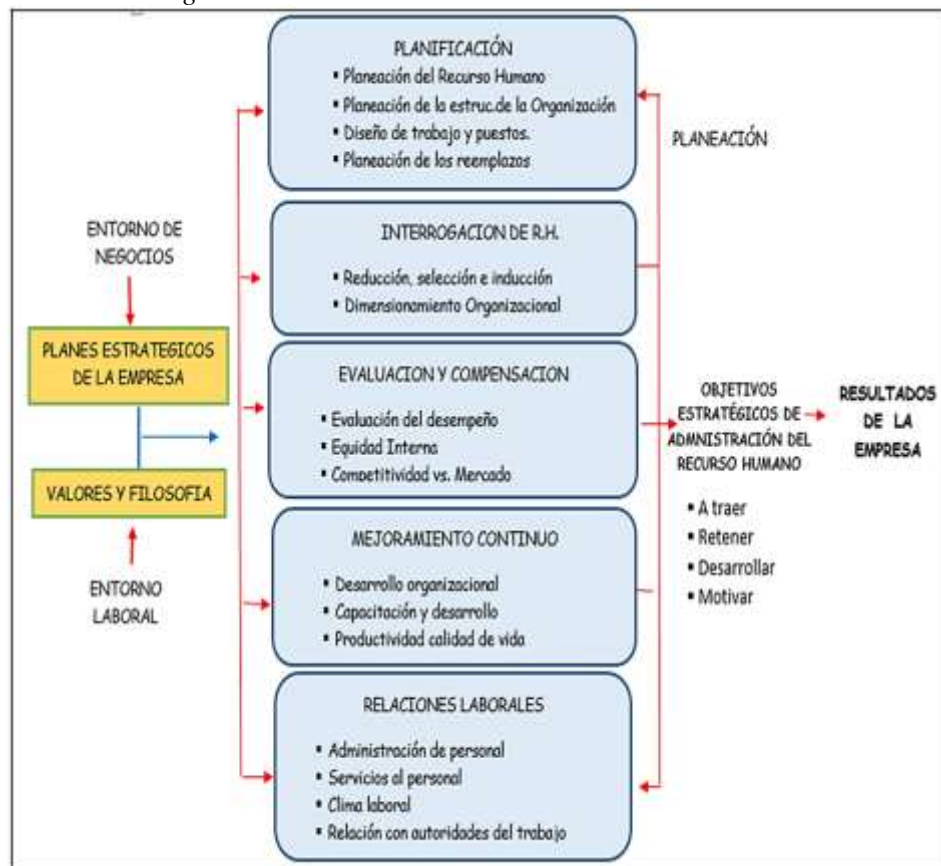 PLANIFICACIÓN
▪ Planeación del Recurso Humano
▪ Planeación de la estruc.de la Organización
▪ Diseño de trabajo y puestos.
▪ Planeación de los reemplazos
PLANEACIÓN
ENTORNO DE
NEGOCIOS
PLANES ESTRATEGICOS
DE LA EMPRESA
VALORES Y FILOSOFIA
ENTORNO
LABORAL
INTERROGACION DE R.H.
▪ Reducción, selección e inducción
▪ Dimensionamiento Organizacional
EVALUACION Y COMPENSACION
▪ Evaluación del desempeño
▪ Equidad Interna
▪ Competitividad vs. Mercado
MEJORAMIENTO CONTINUO
▪ Desarrollo organizacional
▪ Capacitación y desarrollo
▪ Productividad calidad de vida
RELACIONES LABORALES
▪ Administración de personal
▪ Servicios al personal
▪ Clima laboral
▪ Relación con autoridades del trabajo
OBJETIVOS
ESTRATÉGICOS DE
ADMNISTRACIÓN DEL
RECURSO HUMANO
▪ A traer
▪ Retener
▪ Desarrollar
▪ Motivar
RESULTADOS
DE LA
EMPRESA